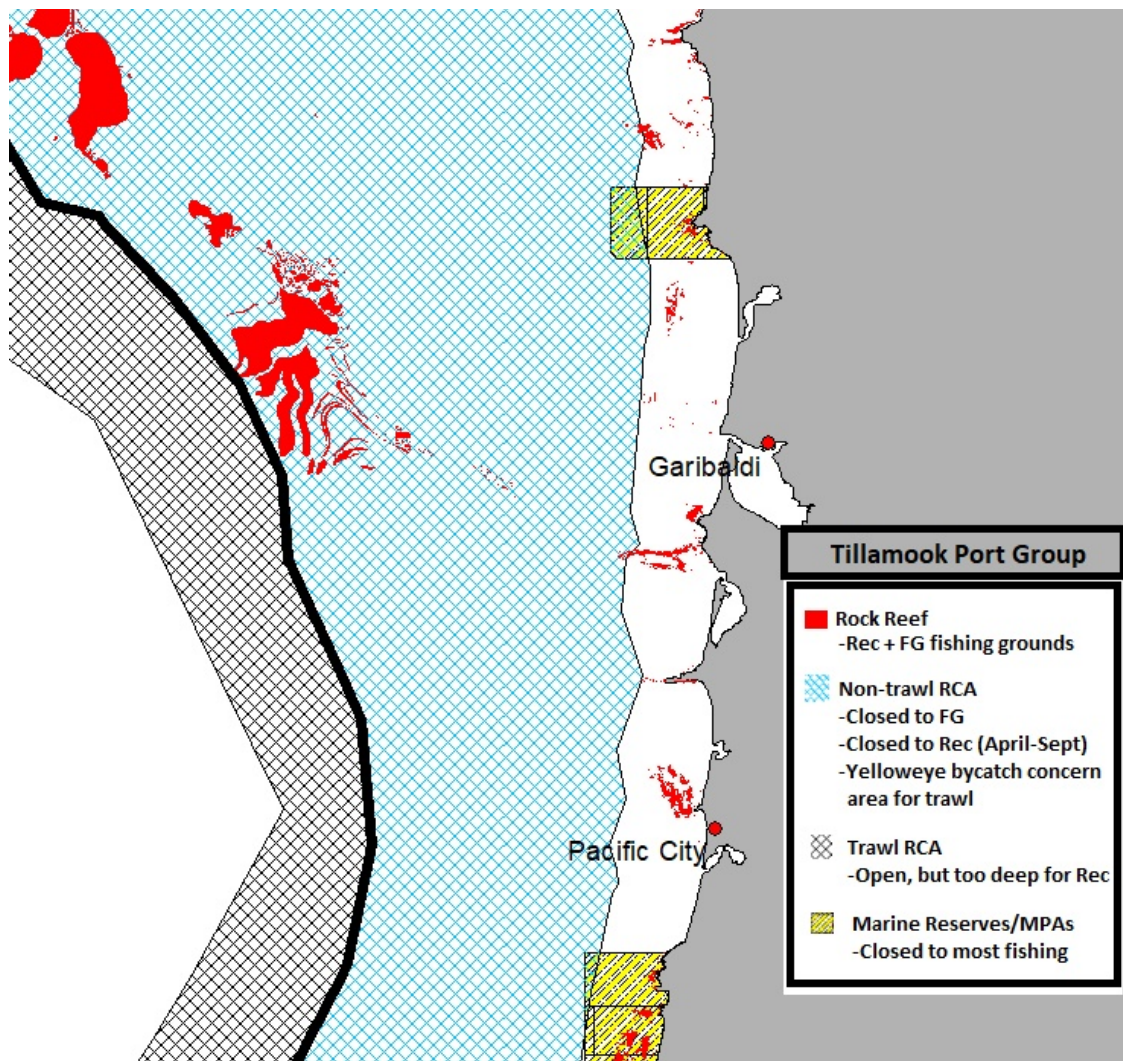 Garibaldi
Tillamook Port Group
Rock Reef
-Rec + FG fishing grounds
Non-trawl RCA
-Closed to FG
-Closed to Rec (April-Sept)
-Yelloweye bycatch concern
area for trawl
Pacific City
Trawl RCA
-Open, but too deep for Rec
Marine Reserves/MPAs
-Closed to most fishing